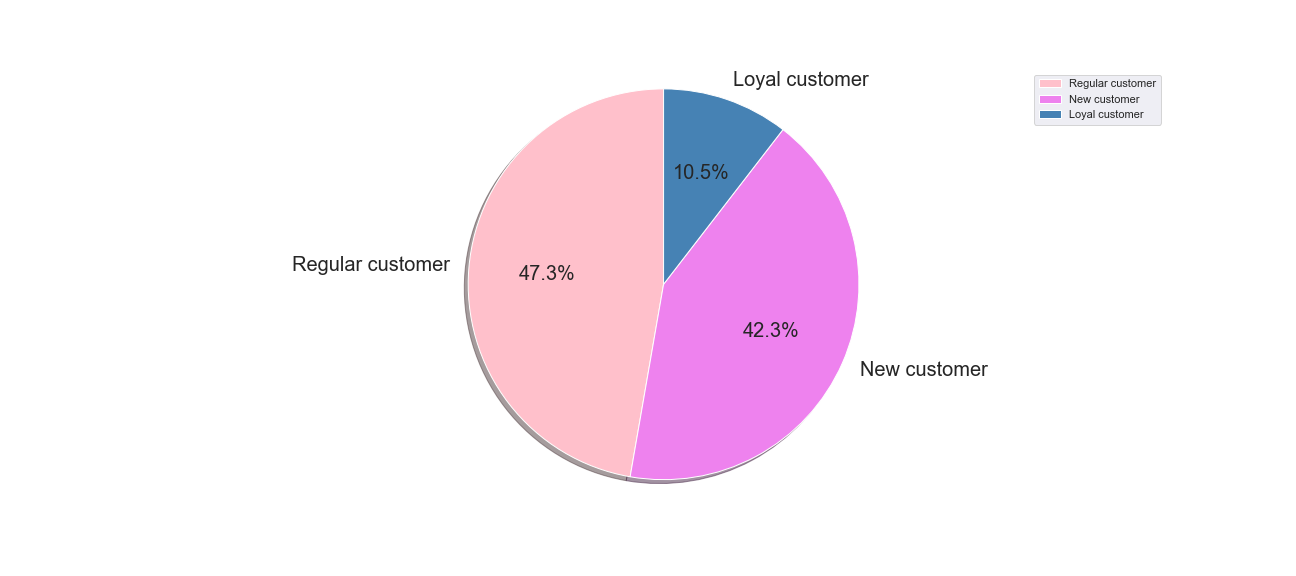 Loyal customer
Regular customer
New customer
Loyal customer
10.5%
Regular customer
47.3%
42.3%
New customer